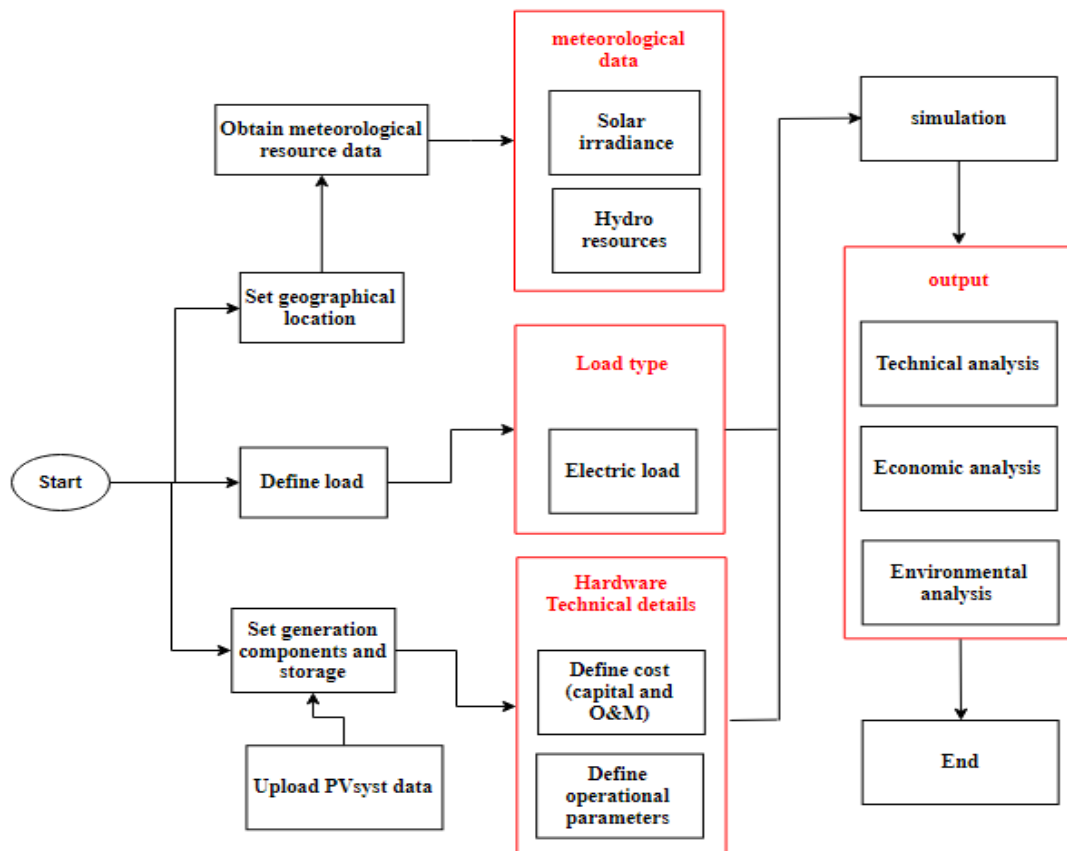 Start
Set geographical
location
Obtain meteorological
resource data
meteorological
data
Solar
irradiance
Hydro
resources
Define load
Load type
Electric load
Set generation
components and
storage
Upload PVsyst data
Hardware
Technical details
Define cost
(capital and
O&M)
Define
operational
parameters
simulation
output
Technical analysis
Economic analysis
Environmental
analysis
End